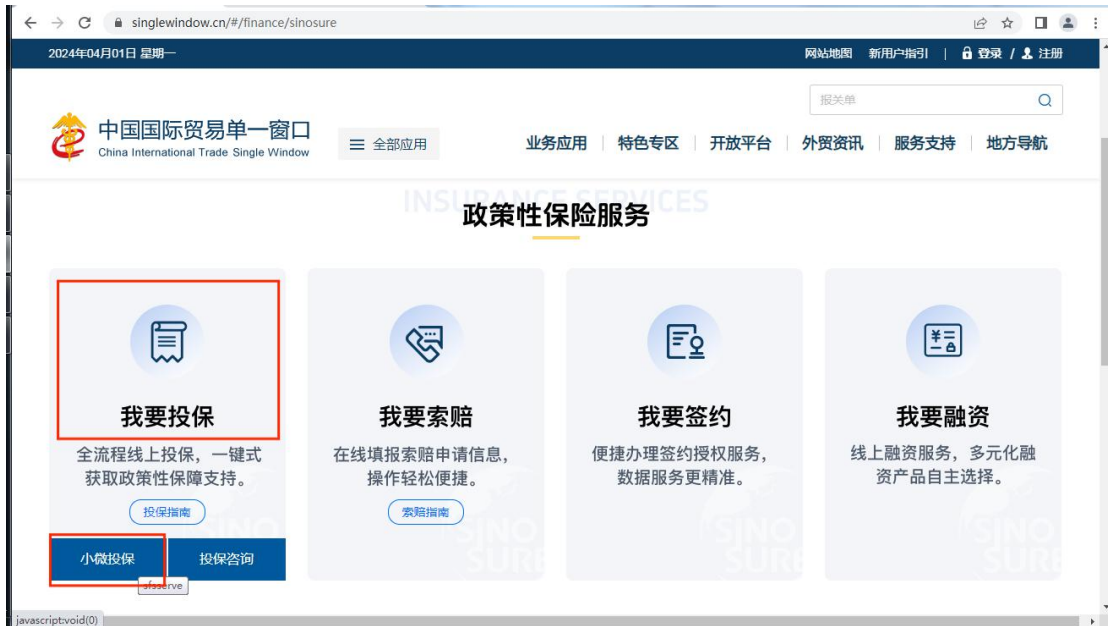 singlewindow.cn/#/finance/sinosure
2024年04月01日 星期一
网站地图 新用户指引 | 登录 / 注册
报关单
中国国际贸易单一窗口
China International Trade Single Window
全部应用
业务应用 | 特色专区 | 开放平台 | 外贸资讯 | 服务支持 | 地方导航
INSURANCE SERVICES
政策性保险服务
我要投保
全流程线上投保，一键式
获取政策性保障支持。
投保指南
小微投保
投保咨询
sfsserve
我要索赔
在线填报索赔申请信息，
操作轻松便捷。
索赔指南
SINO
SURE
我要签约
便捷办理签约授权服务，
数据服务更精准。
SINO
SURE
我要融资
线上融资服务，多元化融
资产品自主选择。
SINO
SURE
javascript:void(0)